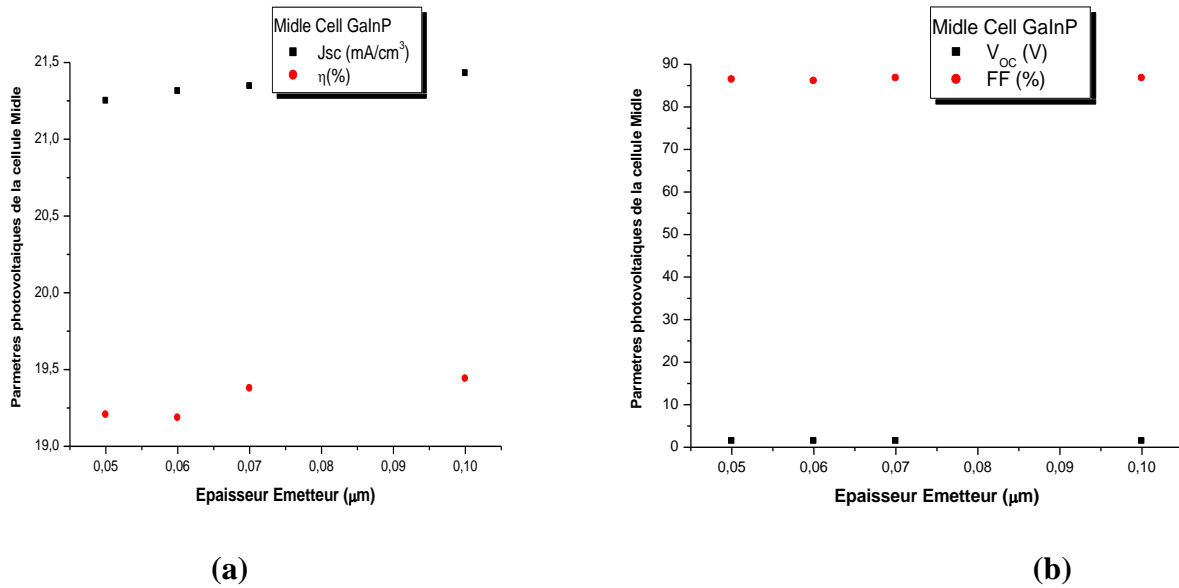 Midle Cell GaInP
Jsc (mA/cm³)
η(%)
21,5
21,0
20,5
20,0
19,5
19,0
Parmetres photovoltaiques de la cellule Midle
0,05 0,06 0,07 0,08 0,09 0,10
Epaisseur Emetteur (μm)
(a)
Midle Cell GaInP
V_OC (V)
FF (%)
90
80
70
60
50
40
30
20
10
0
Parmetres photovoltaiques de la cellule Midle
0,05 0,06 0,07 0,08 0,09 0,10
Epaisseur Emetteur (μm)
(b)